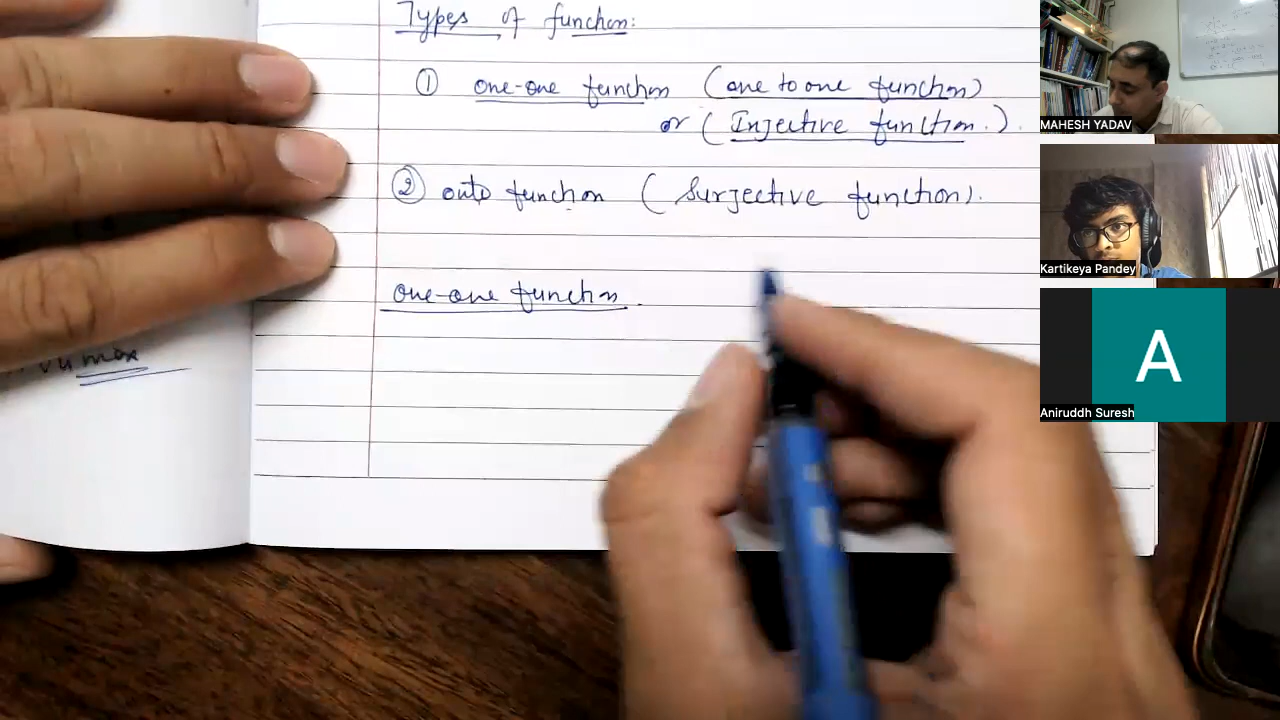 Types of function:
① one-one function (one to one function)
or (Injective function.).
② onto function (Surjective function).
one-one function.
max
MAHESH YADAV
Kartikeya Pandey
A
Aniruddh Suresh